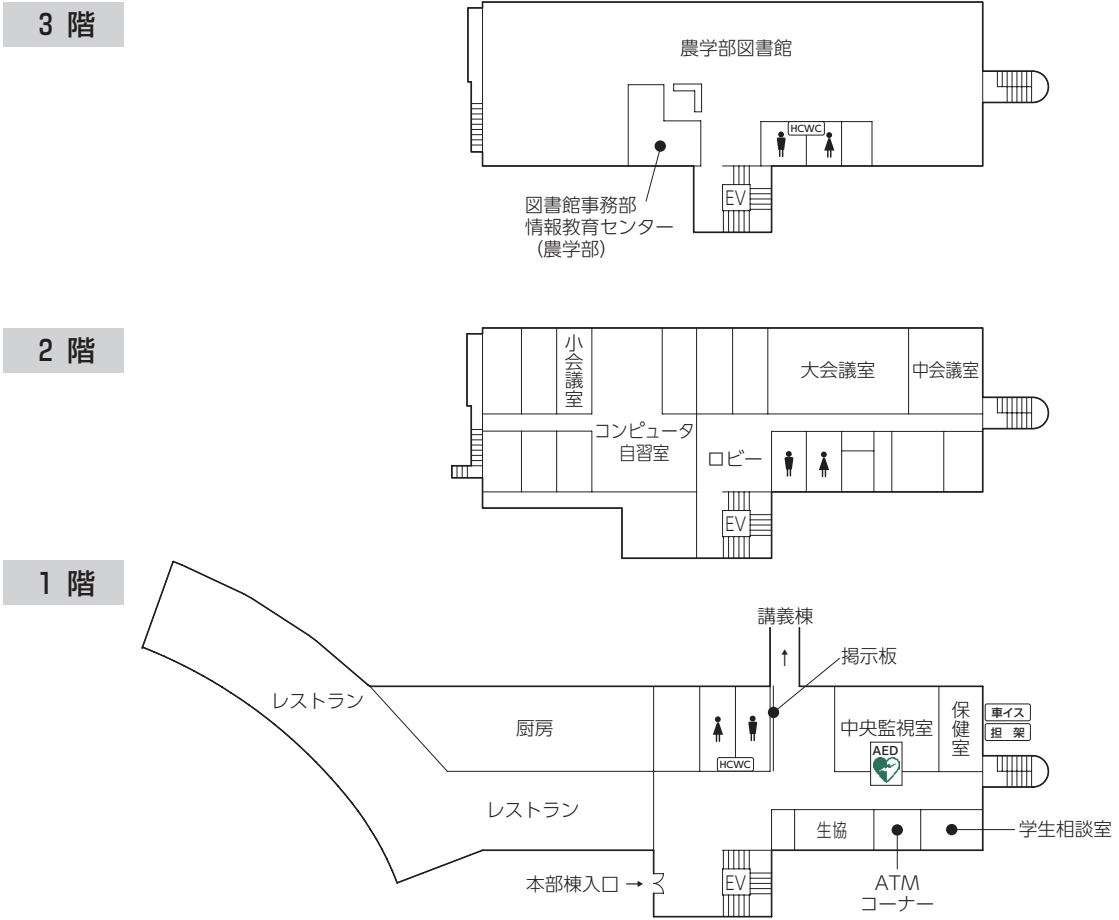 3 階
農学部図書館
HCWC
EV
図書館事務部
情報教育センター
（農学部）
2 階
小会議室
大会議室
中会議室
コンピュータ
自習室
ロビー
EV
1 階
講義棟
↑
掲示板
レストラン
厨房
中央監視室
保健室
車イス
担 架
AED
HCWC
レストラン
生協
学生相談室
本部棟入口→
EV
ATM
コーナー